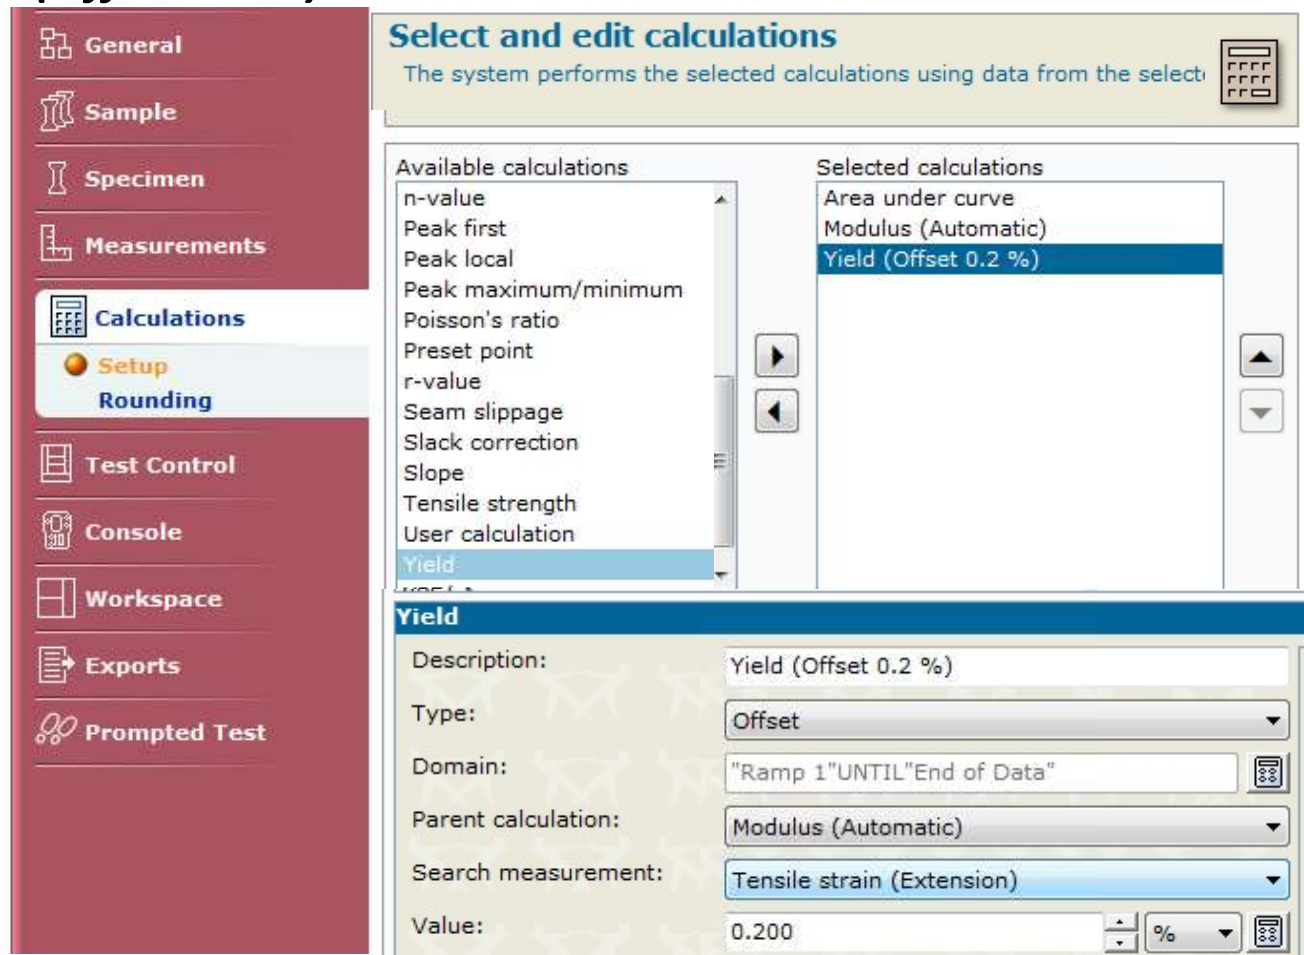 General
Sample
Specimen
Measurements
Calculations
Setup
Rounding
Test Control
Console
Workspace
Exports
Prompted Test
Select and edit calculations
The system performs the selected calculations using data from the
Available calculations
n-value
Peak first
Peak local
Peak maximum/minimum
Poisson's ratio
Preset point
r-value
Seam slippage
Slack correction
Slope
Tensile strength
User calculation
Yield
Selected calculations
Area under curve
Modulus (Automatic)
Yield (Offset 0.2 %)
Yield
Description: Yield (Offset 0.2 %)
Type: Offset
Domain: "Ramp 1"UNTIL"End of Data"
Parent calculation: Modulus (Automatic)
Search measurement: Tensile strain (Extension)
Value: 0.200 %